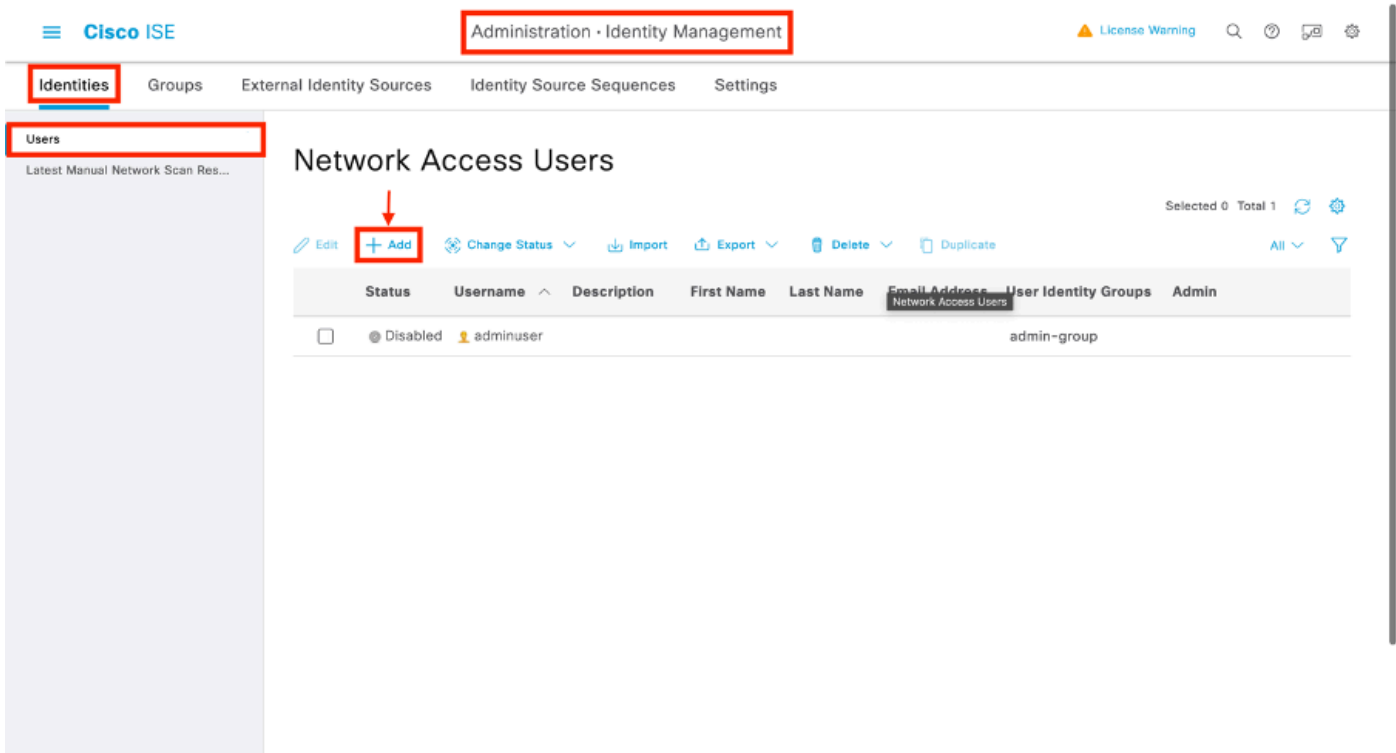 Cisco ISE
Administration · Identity Management
License Warning
Identities Groups External Identity Sources Identity Source Sequences Settings
Users
Latest Manual Network Scan Res...
Network Access Users
Selected 0 Total 1
Edit + Add Change Status Import Export Delete Duplicate All
Status Username Description First Name Last Name Email Address User Identity Groups Admin
Network Access Users
Disabled adminuser admin-group